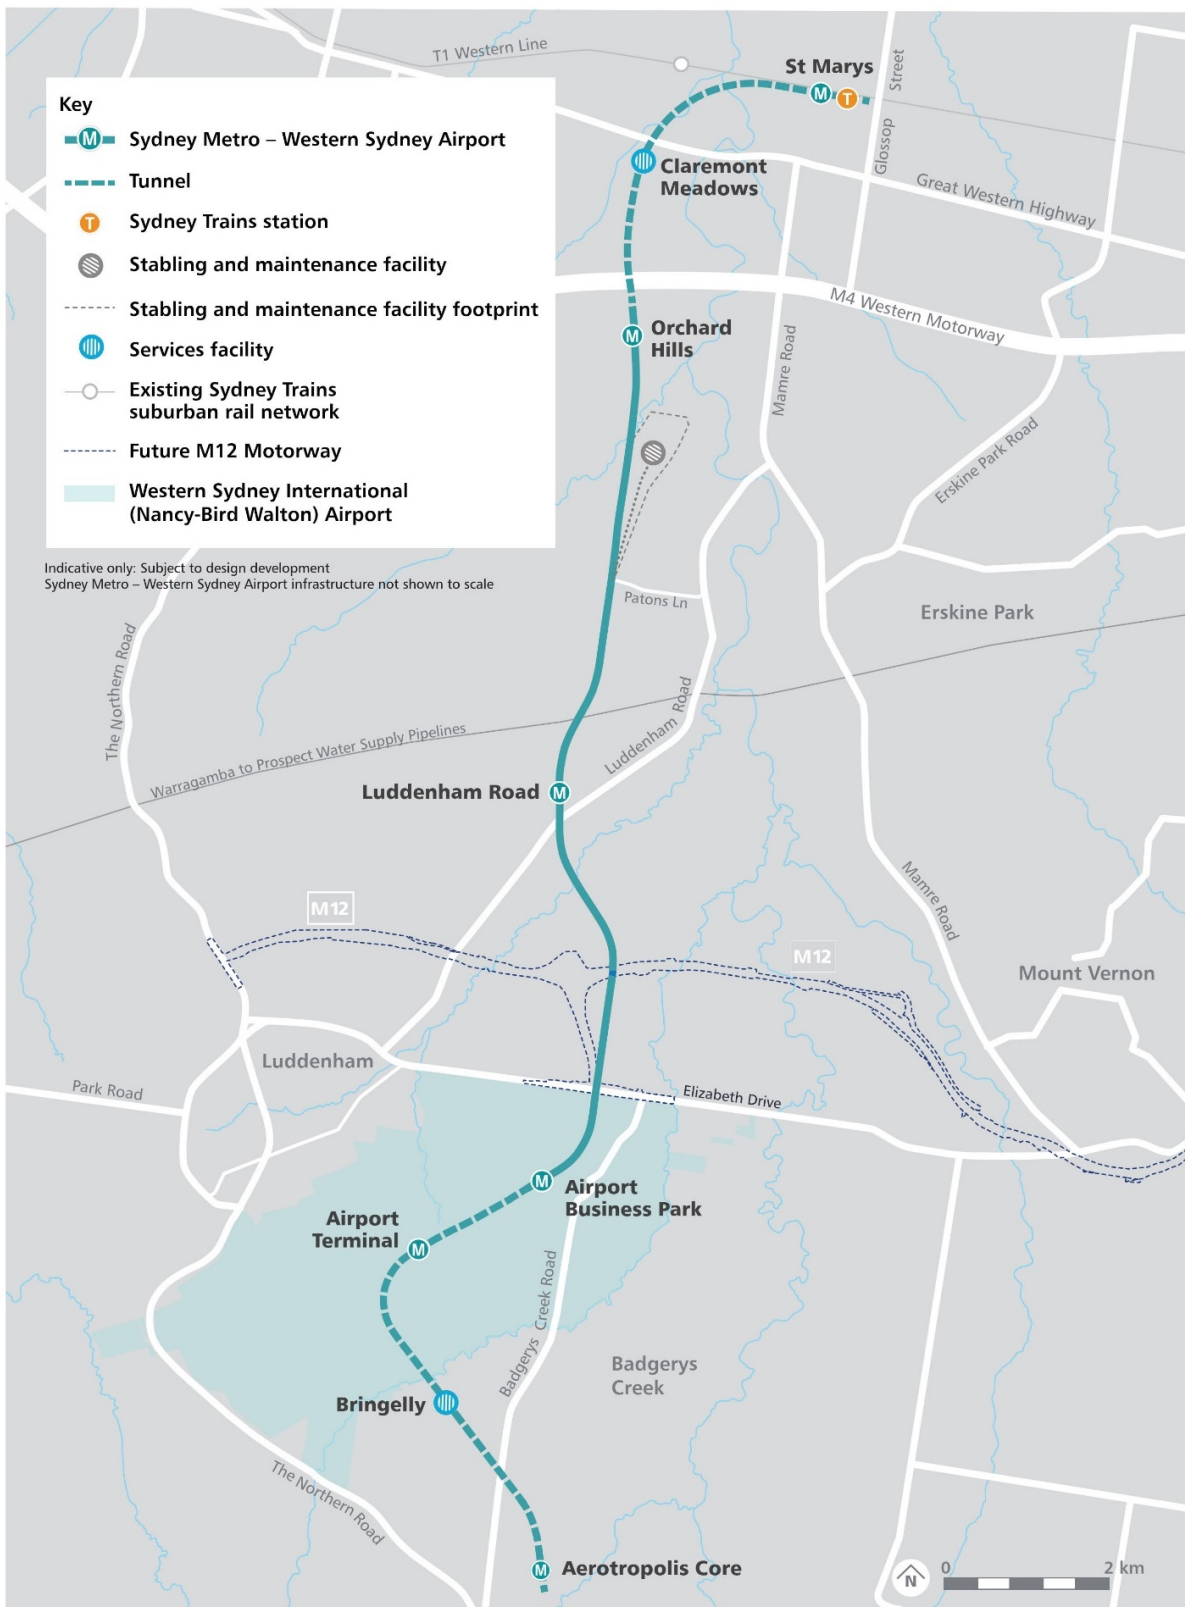 T1 Western Line
St Marys
Glossop Street
Key
M
Sydney Metro – Western Sydney Airport
Tunnel
T
Sydney Trains station
Stabling and maintenance facility
Stabling and maintenance facility footprint
Services facility
Existing Sydney Trains
suburban rail network
Future M12 Motorway
Western Sydney International
(Nancy-Bird Walton) Airport
Indicative only: Subject to design development
Sydney Metro – Western Sydney Airport infrastructure not shown to scale
M
T
Claremont
Meadows
Great Western Highway
M4 Western Motorway
M
Orchard
Hills
Mamre Road
Erskine Park Road
Patons Ln
Erskine Park
The Northern Road
Luddenham Road
Warragamba to Prospect Water Supply Pipelines
Luddenham Road
M
Mamre Road
M12
M12
Mount Vernon
Luddenham
Park Road
Elizabeth Drive
M
Airport
Business Park
Airport
Terminal
M
Badgerys Creek Road
Badgerys
Creek
Bringelly
The Northern Road
M
Aerotropolis Core
N
0
2 km